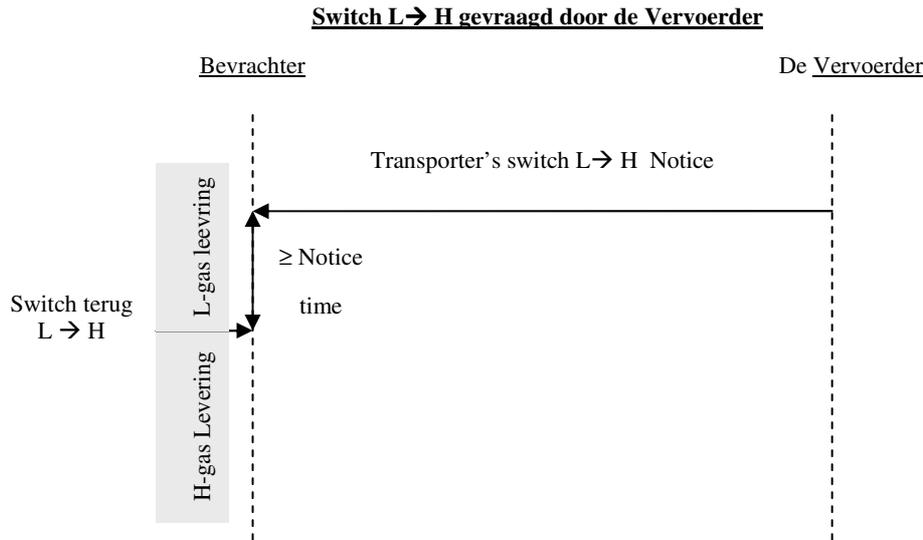 Switch L→ H gevraagd door de Vervoerder
Bevrachter
De Vervoerder
Transporter’s switch L→ H Notice
L-gas leevring
≥ Notice
time
Switch terug
L → H
H-gas Levering